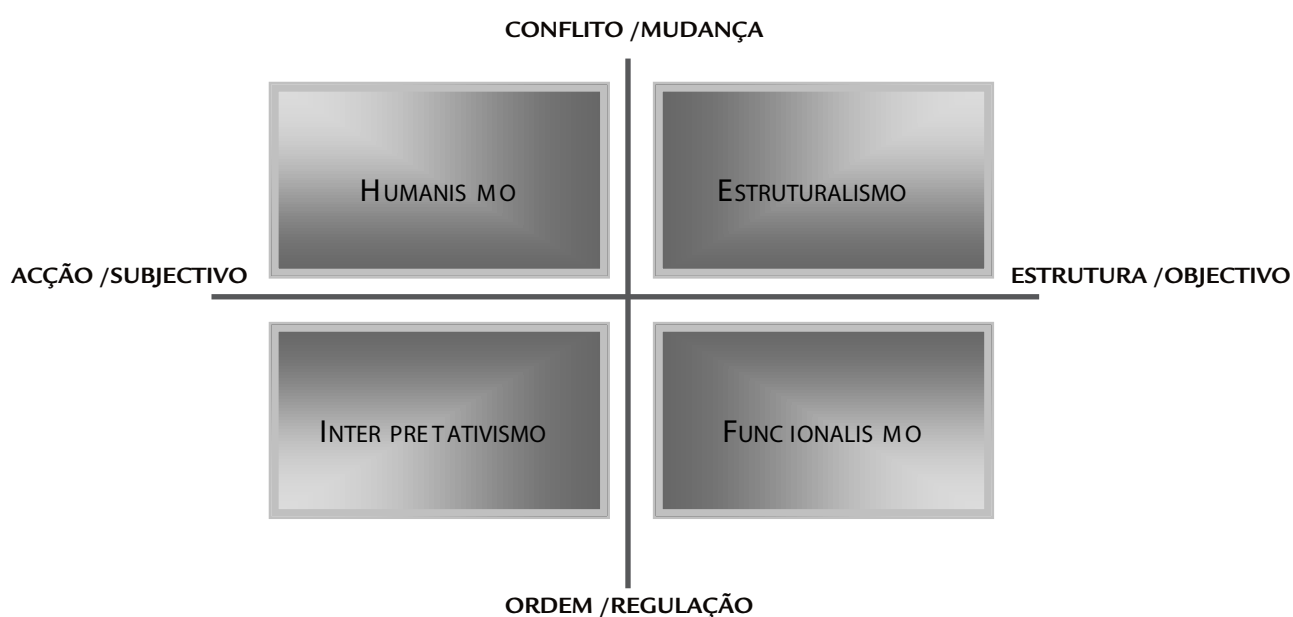 CONFLITO /MUDANÇA
HUMANIS MO
ESTRUTURALISMO
ACÇÃO /SUBJECTIVO
ESTRUTURA /OBJECTIVO
INTER PRETATIVISMO
FUNC IONALIS MO
ORDEM /REGULAÇÃO